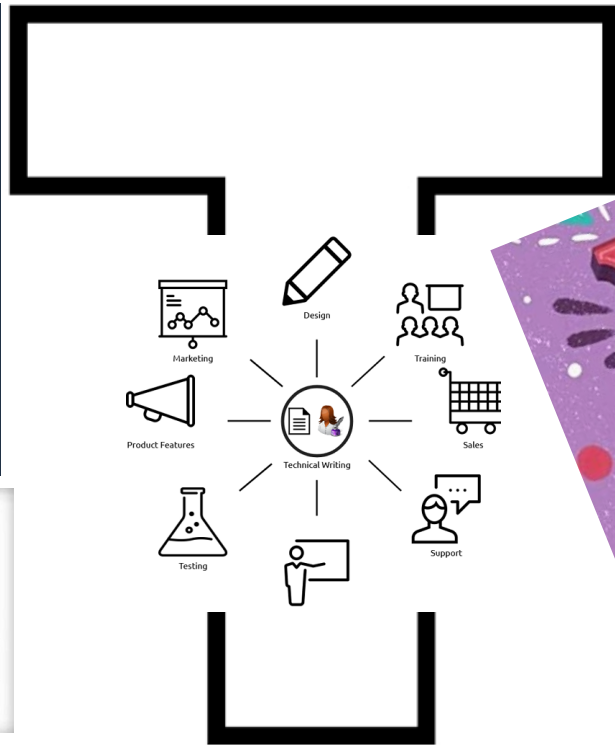 Design
Marketing
Training
Product Features
Sales
Technical Writing
Testing
Support